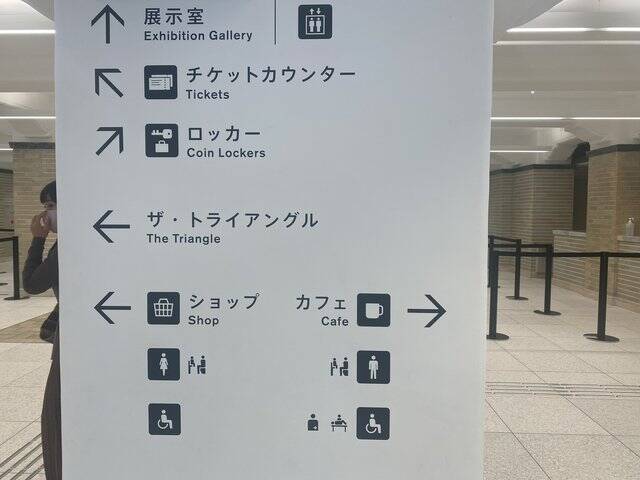 展示室
Exhibition Gallery
チケットカウンター
Tickets
ロッカー
Coin Lockers
ザ・トライアングル
The Triangle
ショップ
Shop
カフェ
Cafe